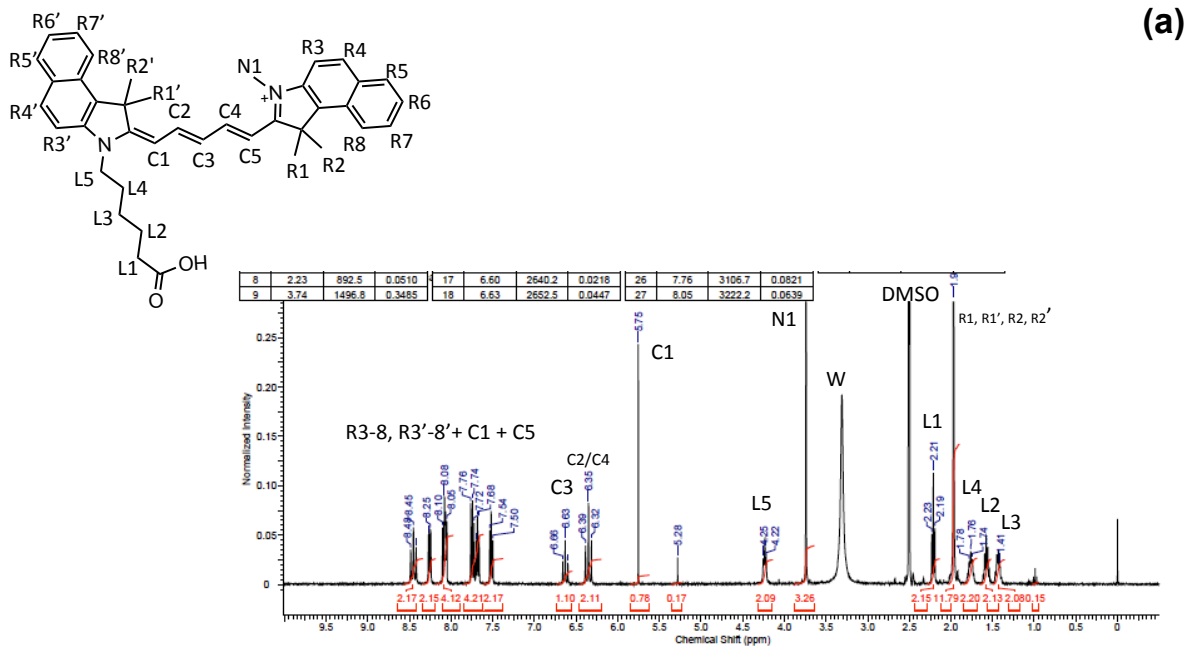 (a)
R6’
R7’
R5’
R8’
R2'
R4’
R1’
R3’
C2
C4
N1
R3
R4
R5
R6
R7
R8
N
N
+
C1
C3
C5
R1
R2
L5
L4
L3
L2
L1
OH
O
8 2.23 892.5 0.0510 17 6.60 2640.2 0.0218 26 7.76 3106.7 0.0821
9 3.74 1496.8 0.3485 18 6.63 2652.5 0.0447 27 8.05 3222.2 0.0639
DMSO
N1
R1, R1’, R2, R2’
C1
W
R3-8, R3’-8’+ C1 + C5
C2/C4
C3
L5
L1
L4
L2
L3
8.49
8.45
8.25
8.10
8.08
8.05
7.76
7.74
7.72
7.68
7.54
7.50
6.66
6.63
6.39
6.35
6.32
5.75
5.28
4.25
4.22
2.23
2.21
2.19
1.9
1.78
1.76
1.74
1.41
Normalized Intensity
0.25
0.20
0.15
0.10
0.05
0
2.17 2.15 4.12 4.21 2.17 1.10 2.11 0.78 0.17 2.09 3.26 2.15 11.79 2.20 2.13 2.08 0.15
9.5 9.0 8.5 8.0 7.5 7.0 6.5 6.0 5.5 5.0 4.5 4.0 3.5 3.0 2.5 2.0 1.5 1.0 0.5 0
Chemical Shift (ppm)